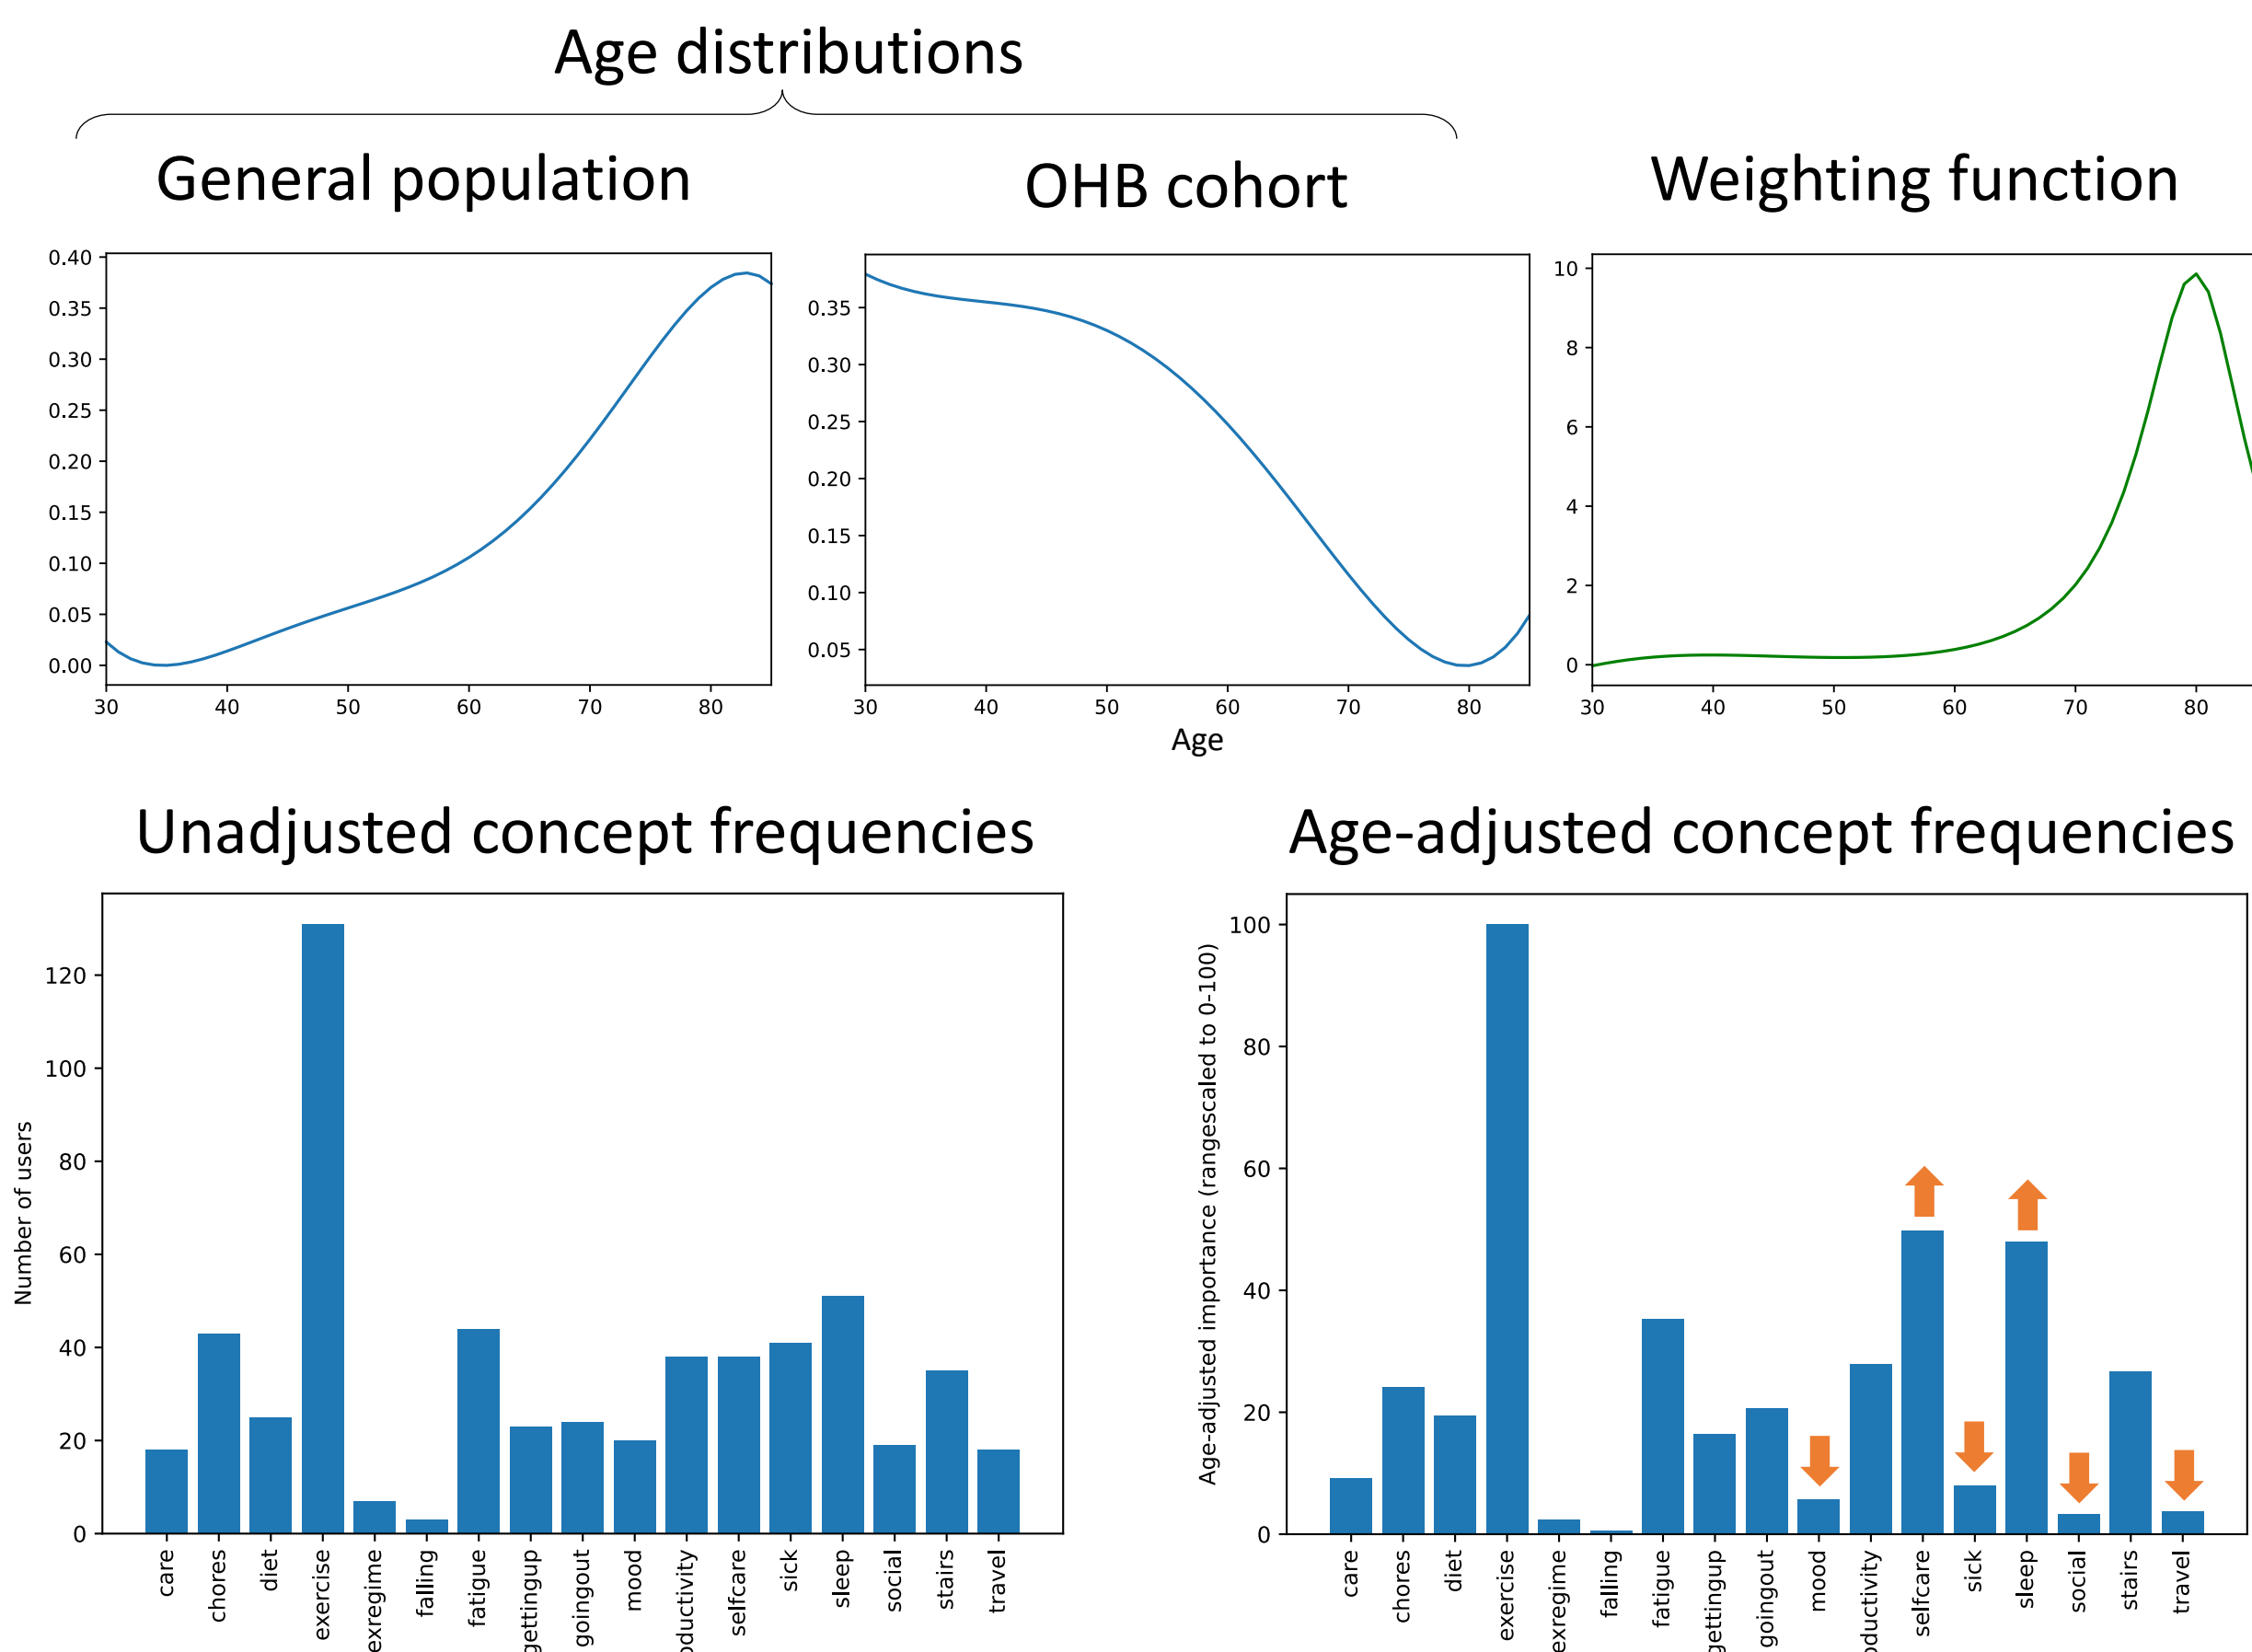 Age distributions
General population
OHB cohort
Weighting function
0.40
0.35
0.30
0.25
0.20
0.15
0.10
0.05
0.00
30 40 50 60 70 80
0.35
0.30
0.25
0.20
0.15
0.10
0.05
30 40 50 60 70 80
Age
10
8
6
4
2
0
30 40 50 60 70 80
Unadjusted concept frequencies
Number of users
120
100
80
60
40
20
0
care
chores
diet
exercise
exregime
falling
fatigue
gettingup
goingout
mood
oductivity
selfcare
sick
sleep
social
stairs
travel
Age-adjusted concept frequencies
Age-adjusted importance (rangescaled to 0-100)
100
80
60
40
20
0
care
chores
diet
exercise
exregime
falling
fatigue
gettingup
goingout
mood
oductivity
selfcare
sick
sleep
social
stairs
travel